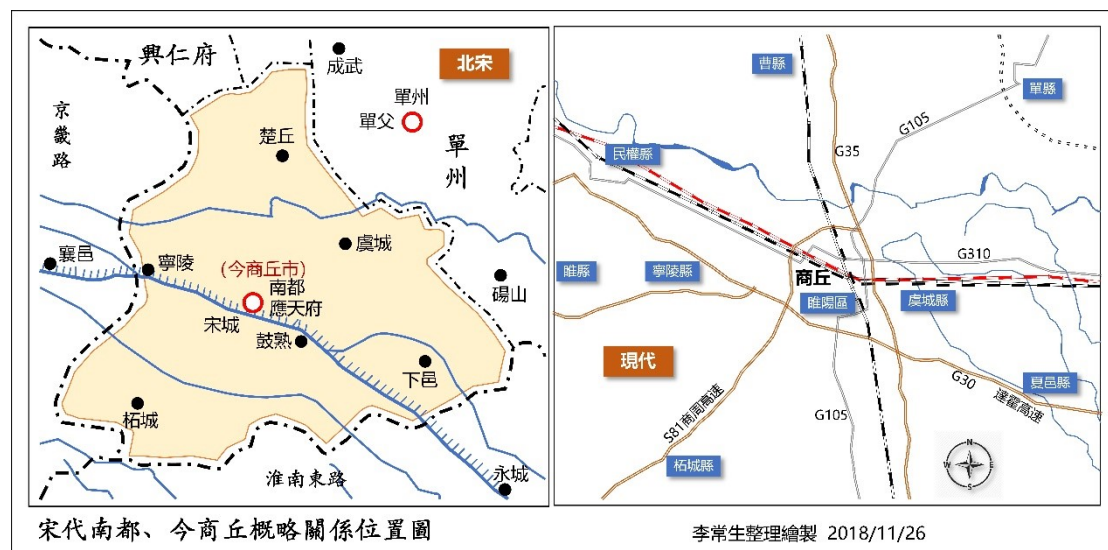 興仁府
成武
北宋
單州
單父
京畿路
楚丘
單州
虞城
襄邑
寧陵
(今商丘市)
南都
應天府
宋城
鼓熟
碭山
下邑
柘城
淮南東路
永城
宋代南都、今商丘概略關係位置圖
曹縣
單縣
G105
G35
民權縣
G310
睢縣
寧陵縣
商丘
睢陽區
虞城縣
現代
G30
連霍高速
夏邑縣
S81商周高速
G105
柘城縣
N
W
E
S
李常生整理繪製 2018/11/26